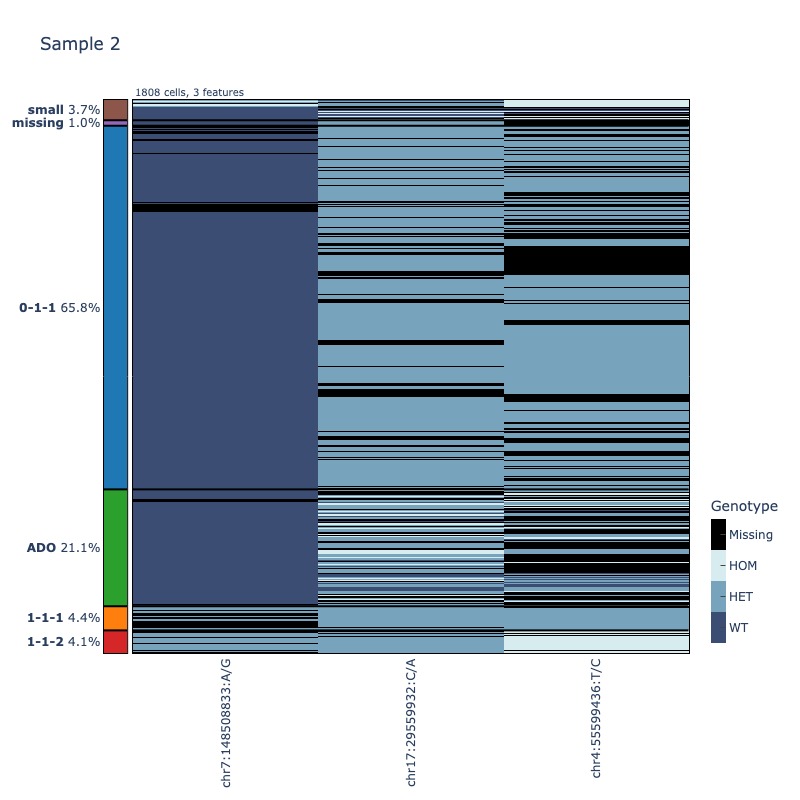 Sample 2
1808 cells, 3 features
small 3.7%
missing 1.0%
0-1-1 65.8%
ADO 21.1%
1-1-1 4.4%
1-1-2 4.1%
Genotype
Missing
HOM
HET
WT
chr7:148508833:A/G
chr17:29559932:C/A
chr4:55599436:T/C